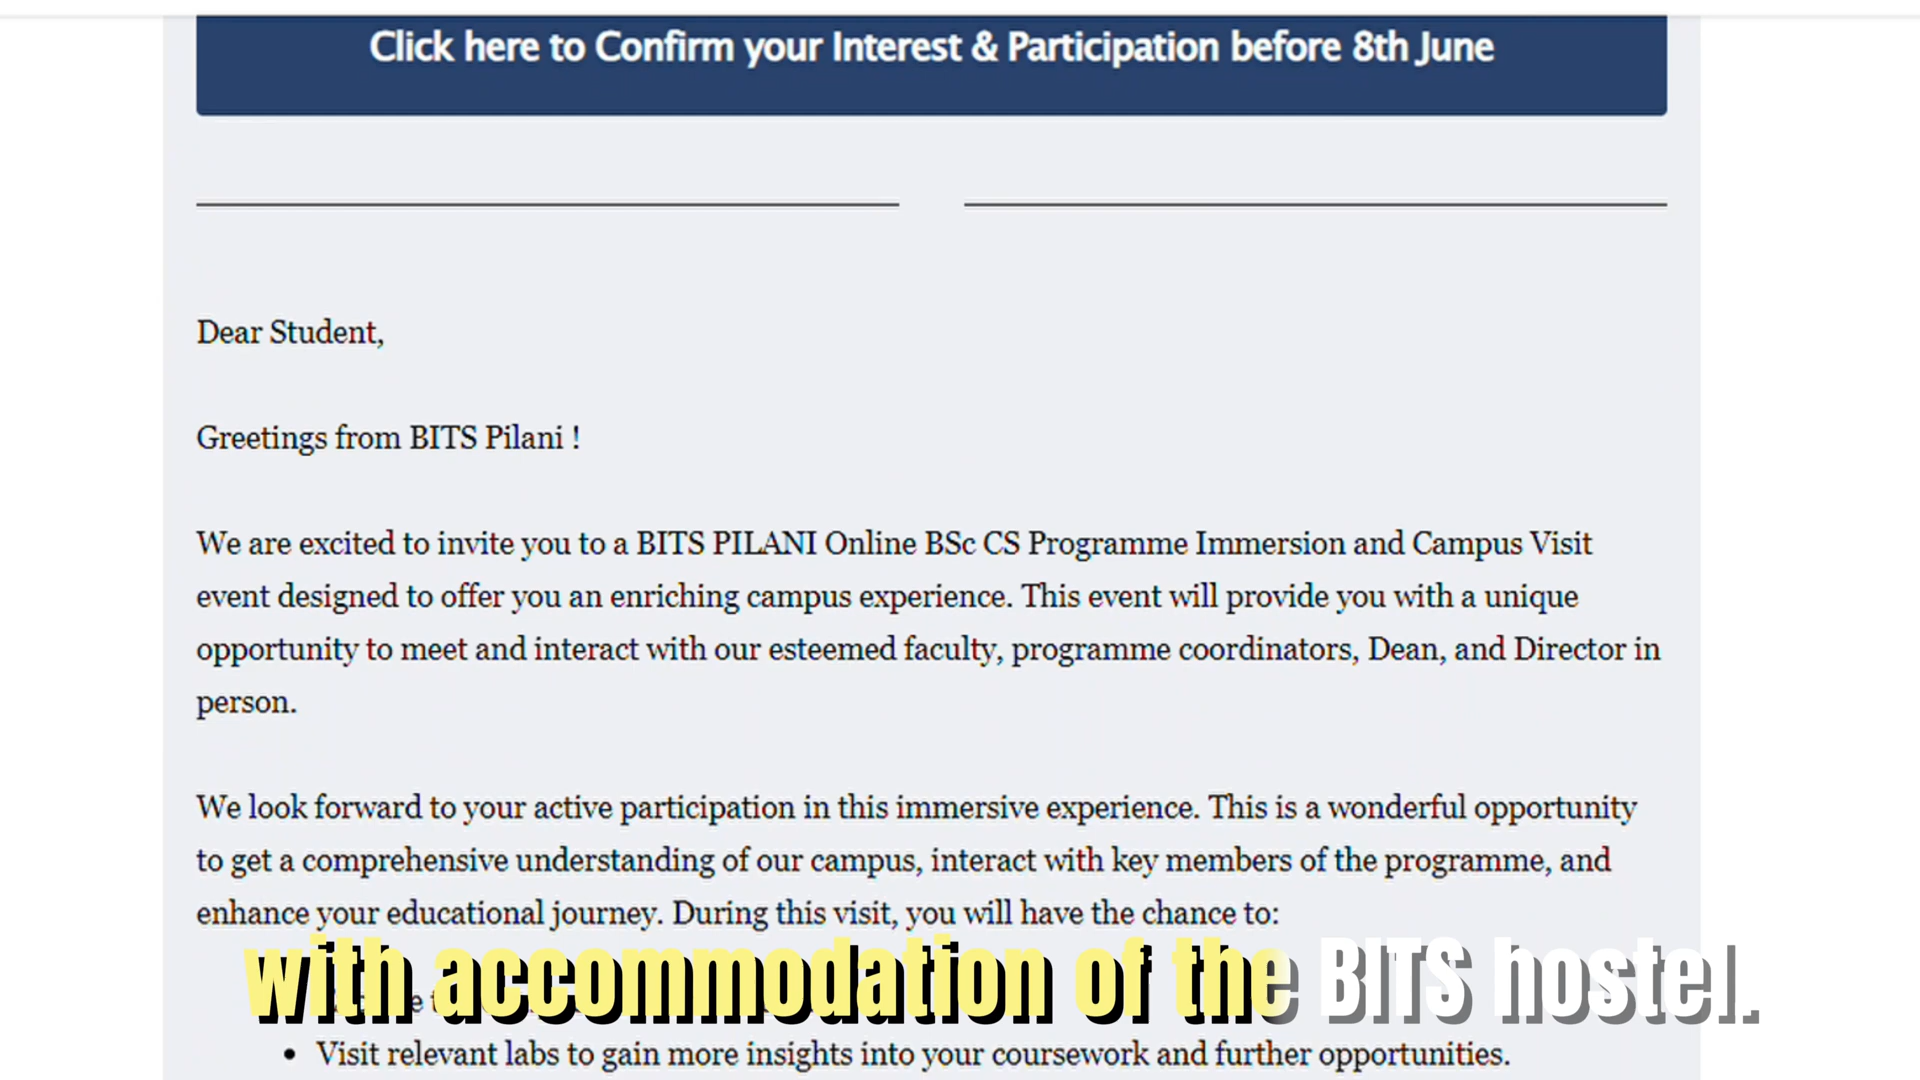 Click here to Confirm your Interest & Participation before 8th June
Dear Student,
Greetings from BITS Pilani !
We are excited to invite you to a BITS PILANI Online BSc CS Programme Immersion and Campus Visit
event designed to offer you an enriching campus experience. This event will provide you with a unique
opportunity to meet and interact with our esteemed faculty, programme coordinators, Dean, and Director in
person.
We look forward to your active participation in this immersive experience. This is a wonderful opportunity
to get a comprehensive understanding of our campus, interact with key members of the programme, and
enhance your educational journey. During this visit, you will have the chance to:
with accommodation of the BITS hostel.
• Visit relevant labs to gain more insights into your coursework and further opportunities.